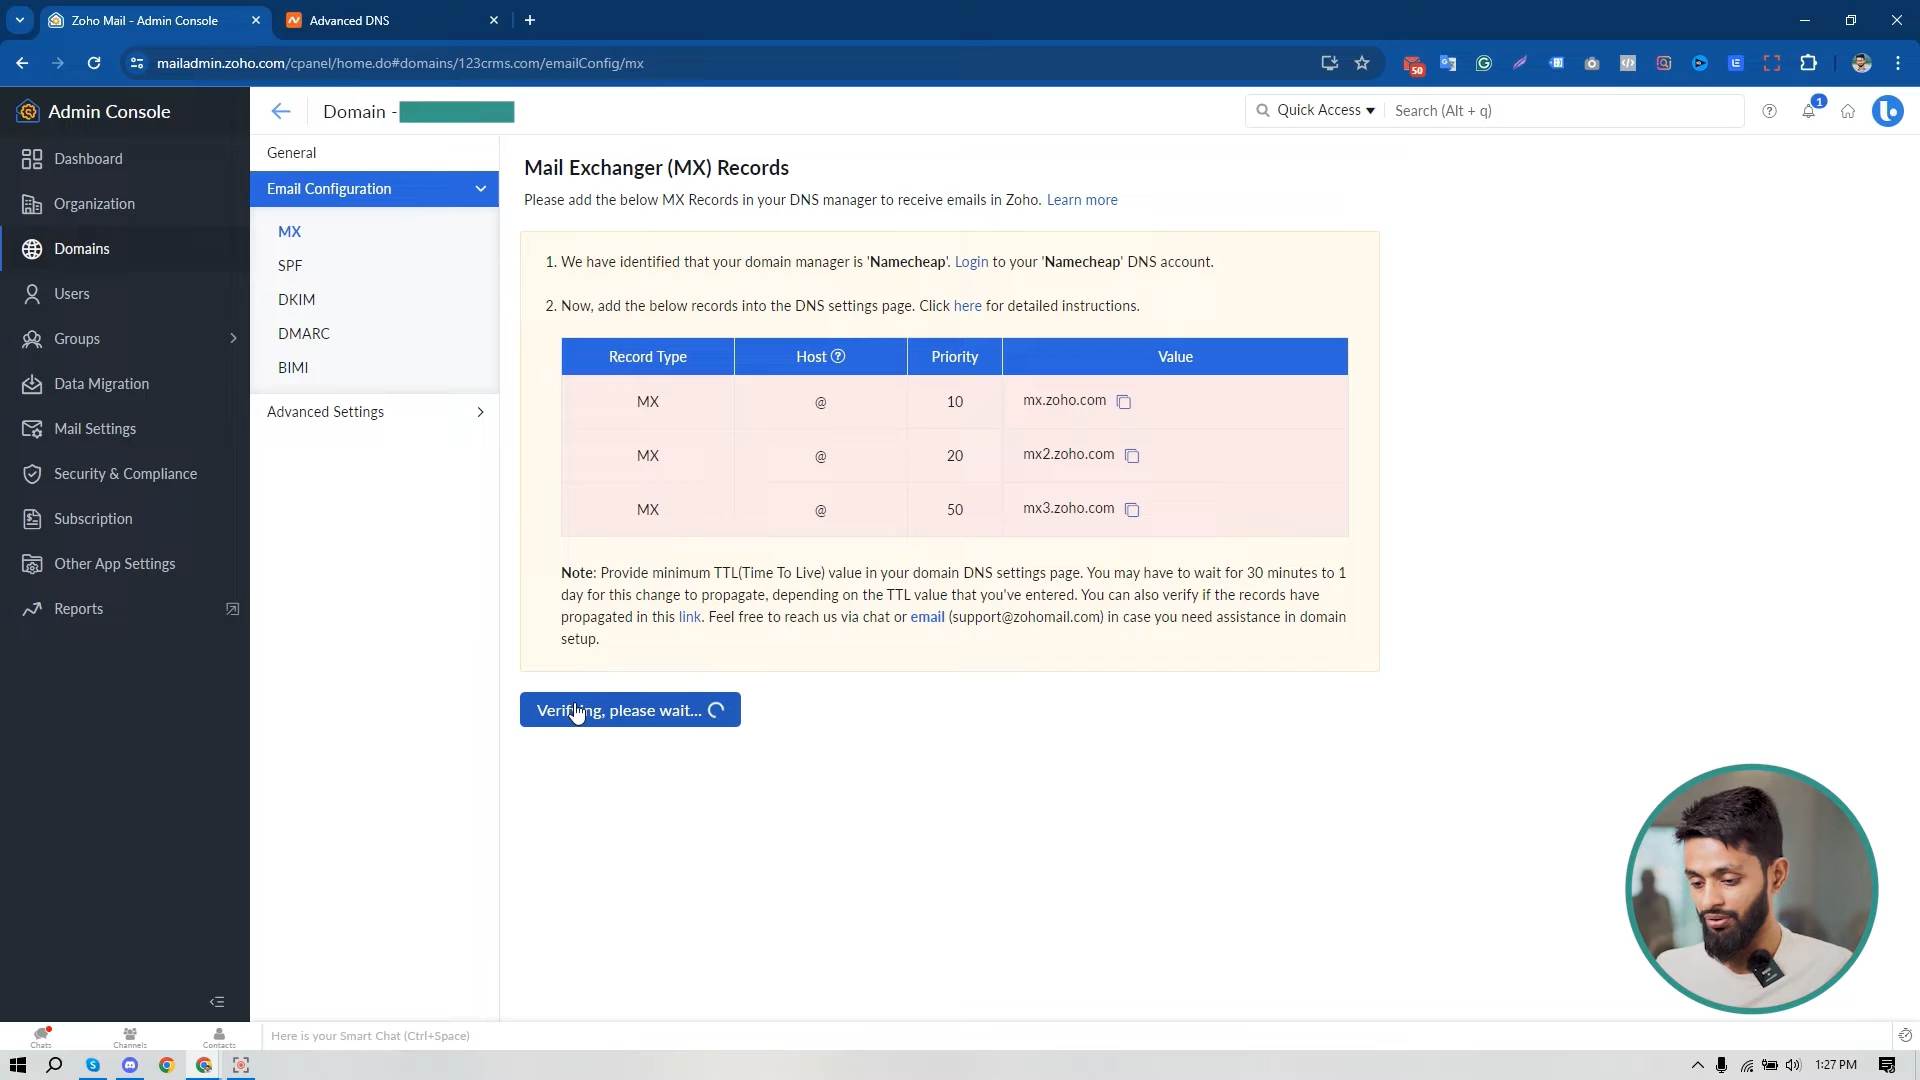 Zoho Mail - Admin Console
Advanced DNS
mailadmin.zoho.com/cpanel/home.do#domains/123crms.com/emailConfig/mx
50
Admin Console
Domain -
Quick Access
Search (Alt + q)
1
Dashboard
Organization
Domains
Users
Groups
Data Migration
Mail Settings
Security & Compliance
Subscription
Other App Settings
Reports
General
Email Configuration
MX
SPF
DKIM
DMARC
BIMI
Advanced Settings
Mail Exchanger (MX) Records
Please add the below MX Records in your DNS manager to receive emails in Zoho. Learn more
1. We have identified that your domain manager is 'Namecheap'. Login to your 'Namecheap' DNS account.
2. Now, add the below records into the DNS settings page. Click here for detailed instructions.
Record Type Host Priority Value
MX @ 10 mx.zoho.com
MX @ 20 mx2.zoho.com
MX @ 50 mx3.zoho.com
Note: Provide minimum TTL(Time To Live) value in your domain DNS settings page. You may have to wait for 30 minutes to 1
day for this change to propagate, depending on the TTL value that you've entered. You can also verify if the records have
propagated in this link. Feel free to reach us via chat or email (support@zohomail.com) in case you need assistance in domain
setup.
Verifying, please wait...
Chats
Channels
Contacts
Here is your Smart Chat (Ctrl+Space)
1:27 PM